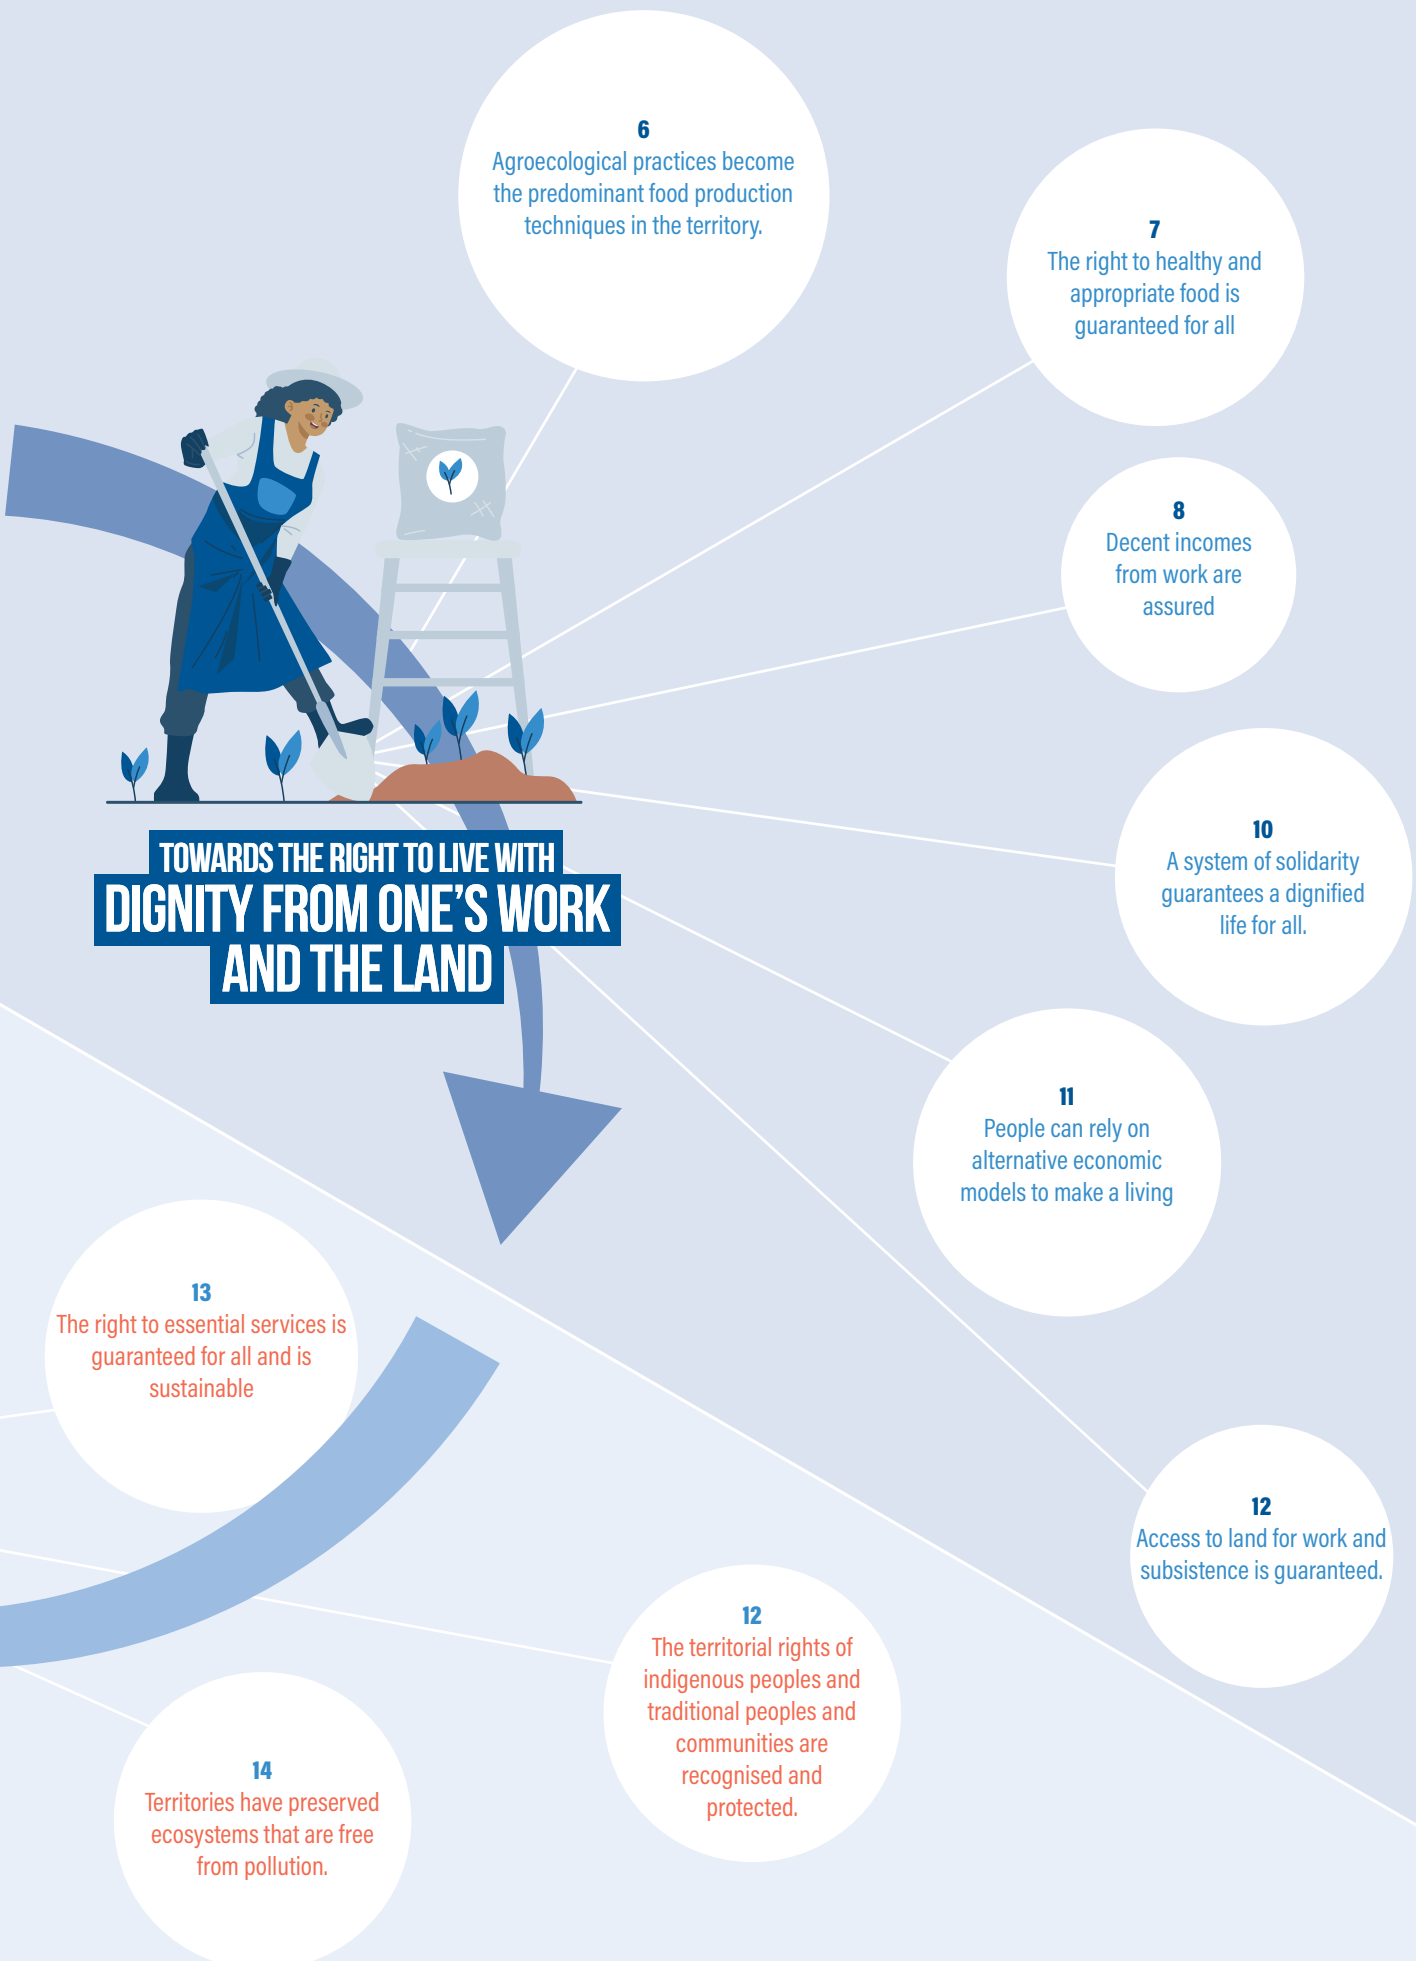 6
Agroecological practices become
the predominant food production
techniques in the territory.
7
The right to healthy and
appropriate food is
guaranteed for all
8
Decent incomes
from work are
assured
10
A system of solidarity
guarantees a dignified
life for all.
TOWARDS THE RIGHT TO LIVE WITH
DIGNITY FROM ONE'S WORK
AND THE LAND
11
People can rely on
alternative economic
models to make a living
13
The right to essential services is
guaranteed for all and is
sustainable
12
Access to land for work and
subsistence is guaranteed.
12
The territorial rights of
indigenous peoples and
traditional peoples and
communities are
recognised and
protected.
14
Territories have preserved
ecosystems that are free
from pollution.